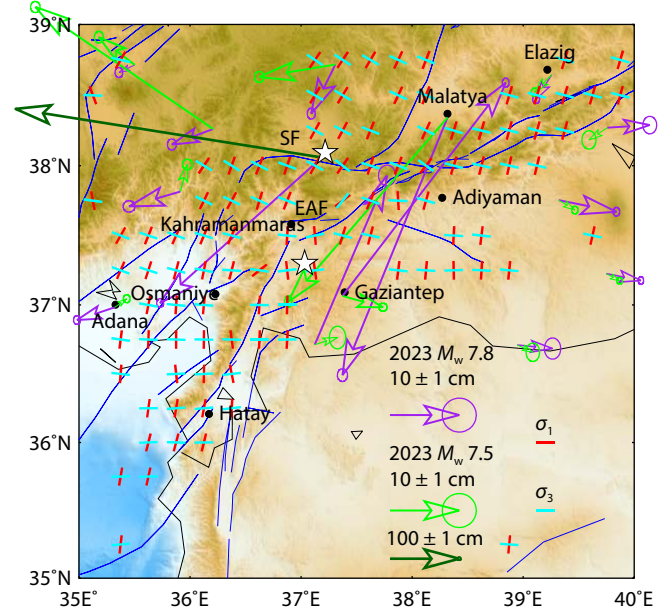 39°N
Elazig
Malatya
SF
38°N
Adiyaman
EAF
Kahramanmaras
Osmaniye
Gaziantep
37°N
Adana
2023 Mw 7.8
10 ± 1 cm
σ1
Hatay
36°N
2023 Mw 7.5
10 ± 1 cm
σ3
100 ± 1 cm
35°N
35°E
36°E
37°E
38°E
39°E
40°E